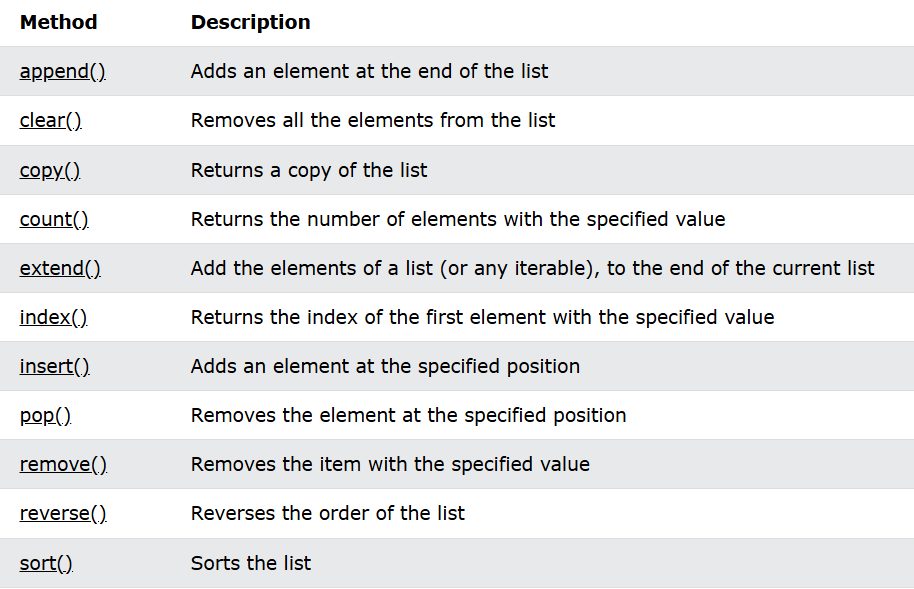 Method Description
append() Adds an element at the end of the list
clear() Removes all the elements from the list
copy() Returns a copy of the list
count() Returns the number of elements with the specified value
extend() Add the elements of a list (or any iterable), to the end of the current list
index() Returns the index of the first element with the specified value
insert() Adds an element at the specified position
pop() Removes the element at the specified position
remove() Removes the item with the specified value
reverse() Reverses the order of the list
sort() Sorts the list